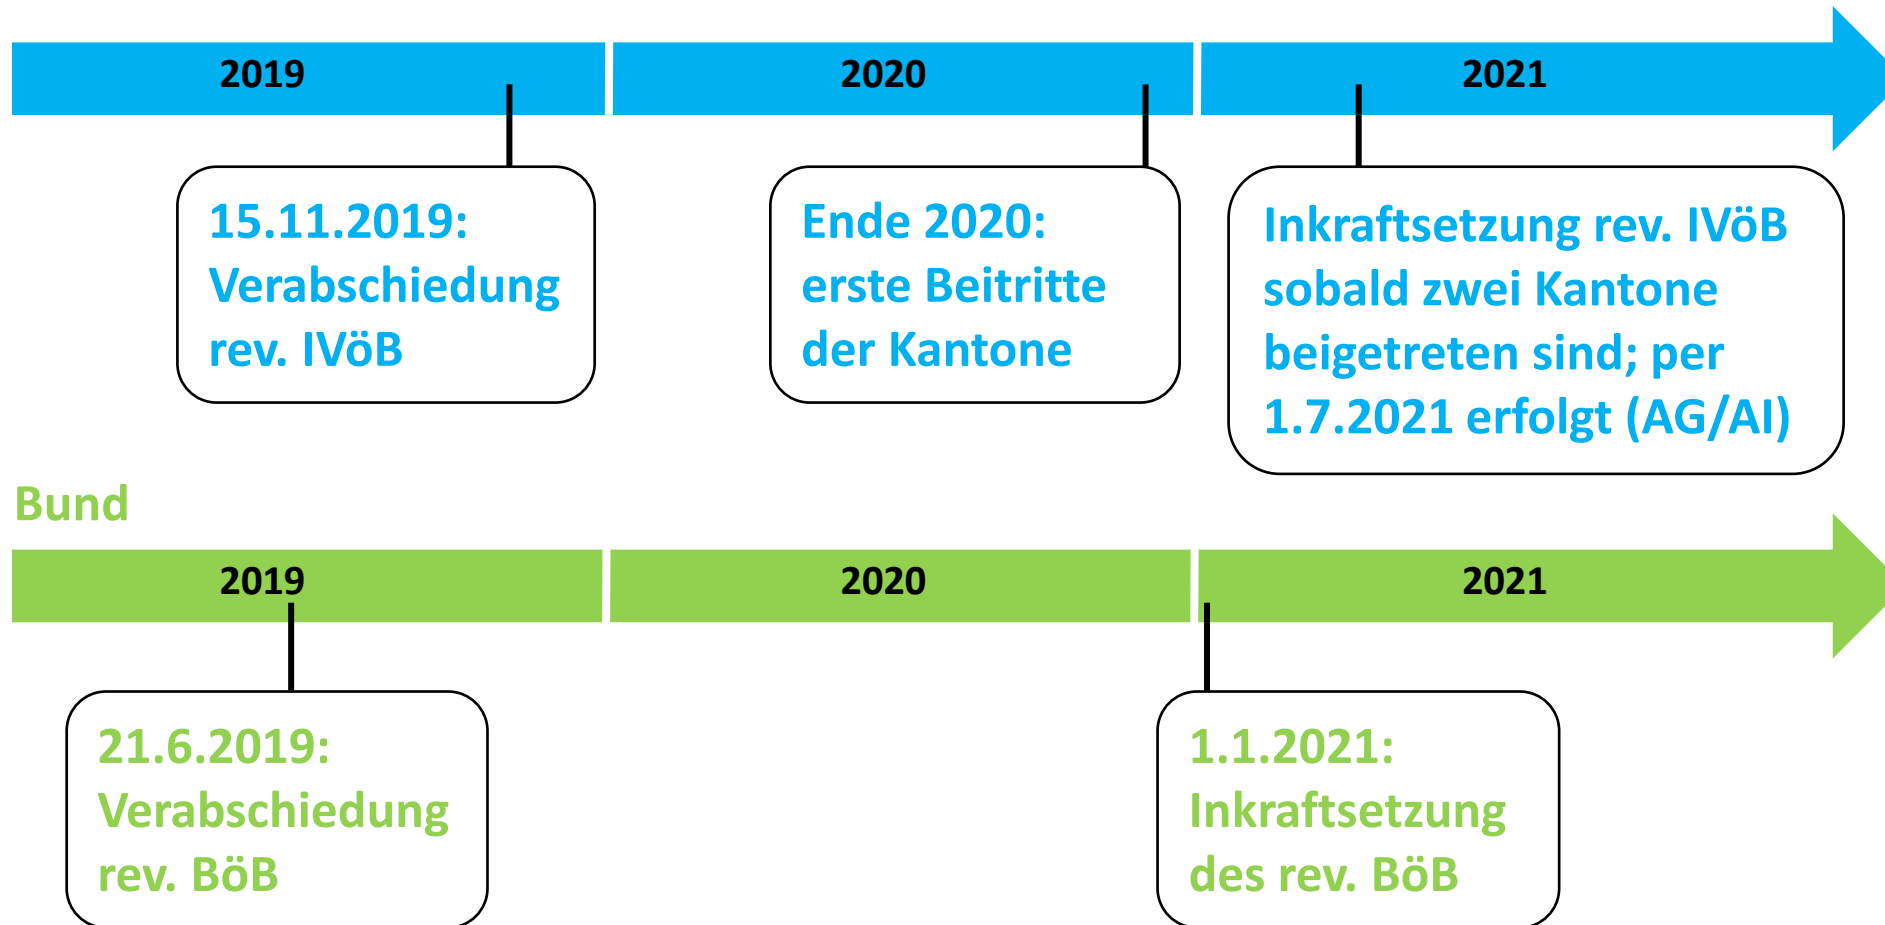 2019 2020 2021
15.11.2019:
Verabschiedung
rev. IVöB
Ende 2020:
erste Beitritte
der Kantone
Inkraftsetzung rev. IVöB
sobald zwei Kantone
beigetreten sind; per
1.7.2021 erfolgt (AG/AI)
Bund
2019 2020 2021
21.6.2019:
Verabschiedung
rev. BöB
1.1.2021:
Inkraftsetzung
des rev. BöB